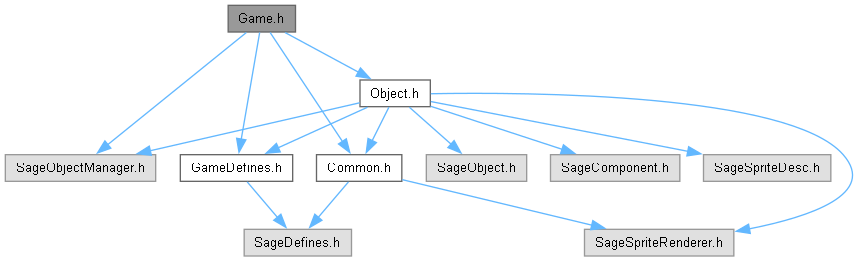 Game.h
Object.h
SageObjectManager.h
GameDefines.h
Common.h
SageObject.h
SageComponent.h
SageSpriteDesc.h
SageDefines.h
SageSpriteRenderer.h